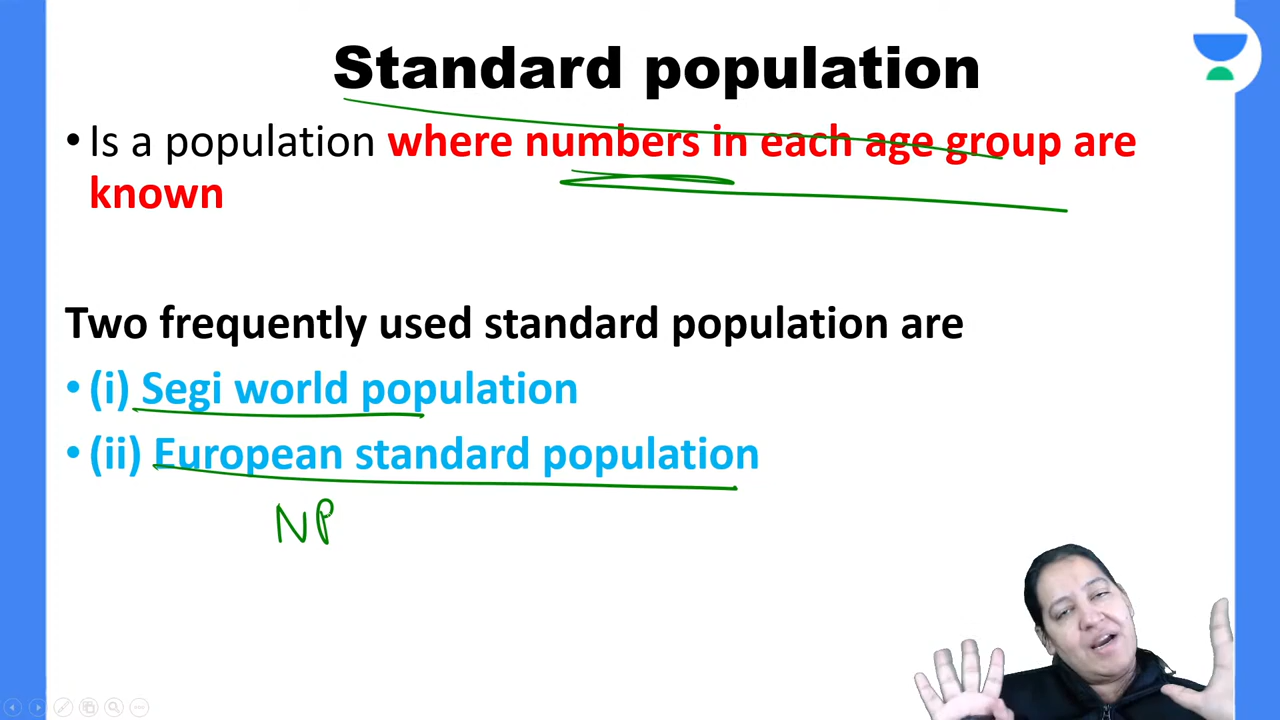 Standard population
• Is a population where numbers in each age group are
known
Two frequently used standard population are
• (i) Segi world population
• (ii) European standard population
NP